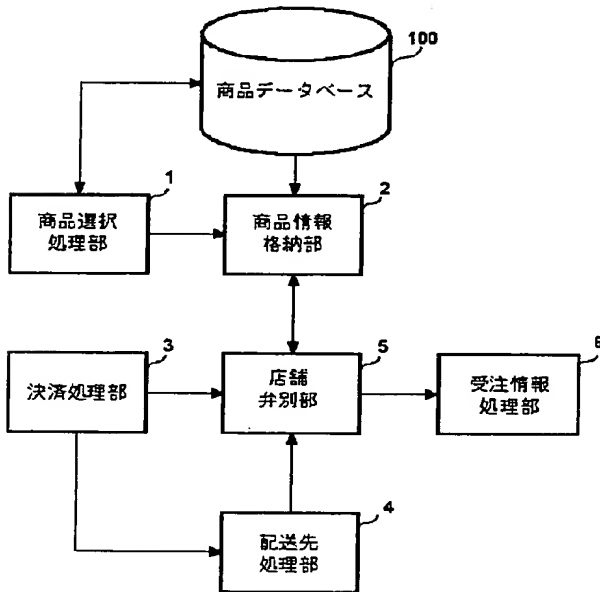 100
商品データベース
1
商品選択
処理部
2
商品情報
格納部
3
決済処理部
5
店舗
弁別部
6
受注情報
処理部
4
配送先
処理部